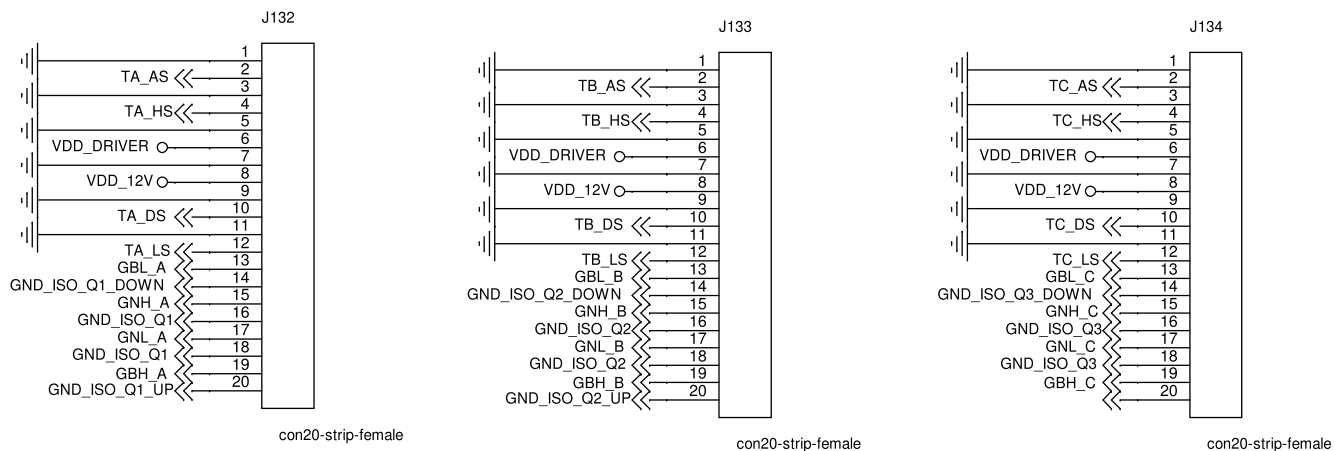 J132
1
TA_AS 2
3
TA_HS 4
5
VDD_DRIVER 6
7
VDD_12V 8
9
TA_DS 10
11
TA_LS 12
GBL_A 13
GND_ISO_Q1_DOWN 14
GNH_A 15
GND_ISO_Q1 16
GNL_A 17
GND_ISO_Q1 18
GBH_A 19
GND_ISO_Q1_UP 20
con20-strip-female
J133
1
TB_AS 2
3
TB_HS 4
5
VDD_DRIVER 6
7
VDD_12V 8
9
TB_DS 10
11
TB_LS 12
GBL_B 13
GND_ISO_Q2_DOWN 14
GNH_B 15
GND_ISO_Q2 16
GNL_B 17
GND_ISO_Q2 18
GBH_B 19
GND_ISO_Q2_UP 20
con20-strip-female
J134
1
TC_AS 2
3
TC_HS 4
5
VDD_DRIVER 6
7
VDD_12V 8
9
TC_DS 10
11
TC_LS 12
GBL_C 13
GND_ISO_Q3_DOWN 14
GNH_C 15
GND_ISO_Q3 16
GNL_C 17
GND_ISO_Q3 18
GBH_C 19
20
con20-strip-female